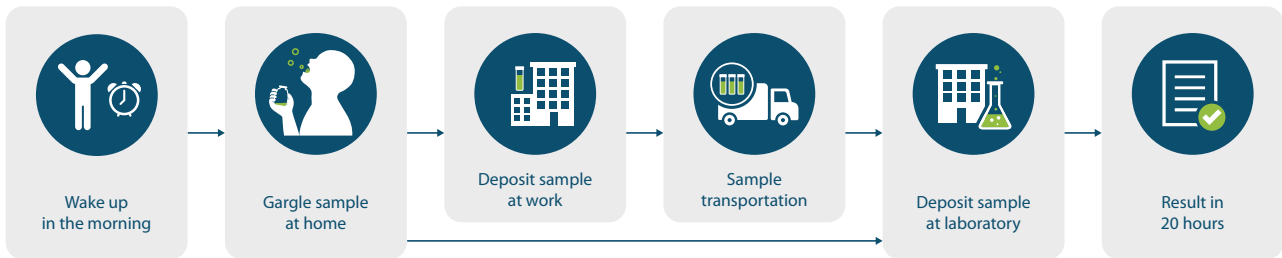 Wake up
in the morning
Gargle sample
at home
Deposit sample
at work
Sample
transportation
Deposit sample
at laboratory
Result in
20 hours